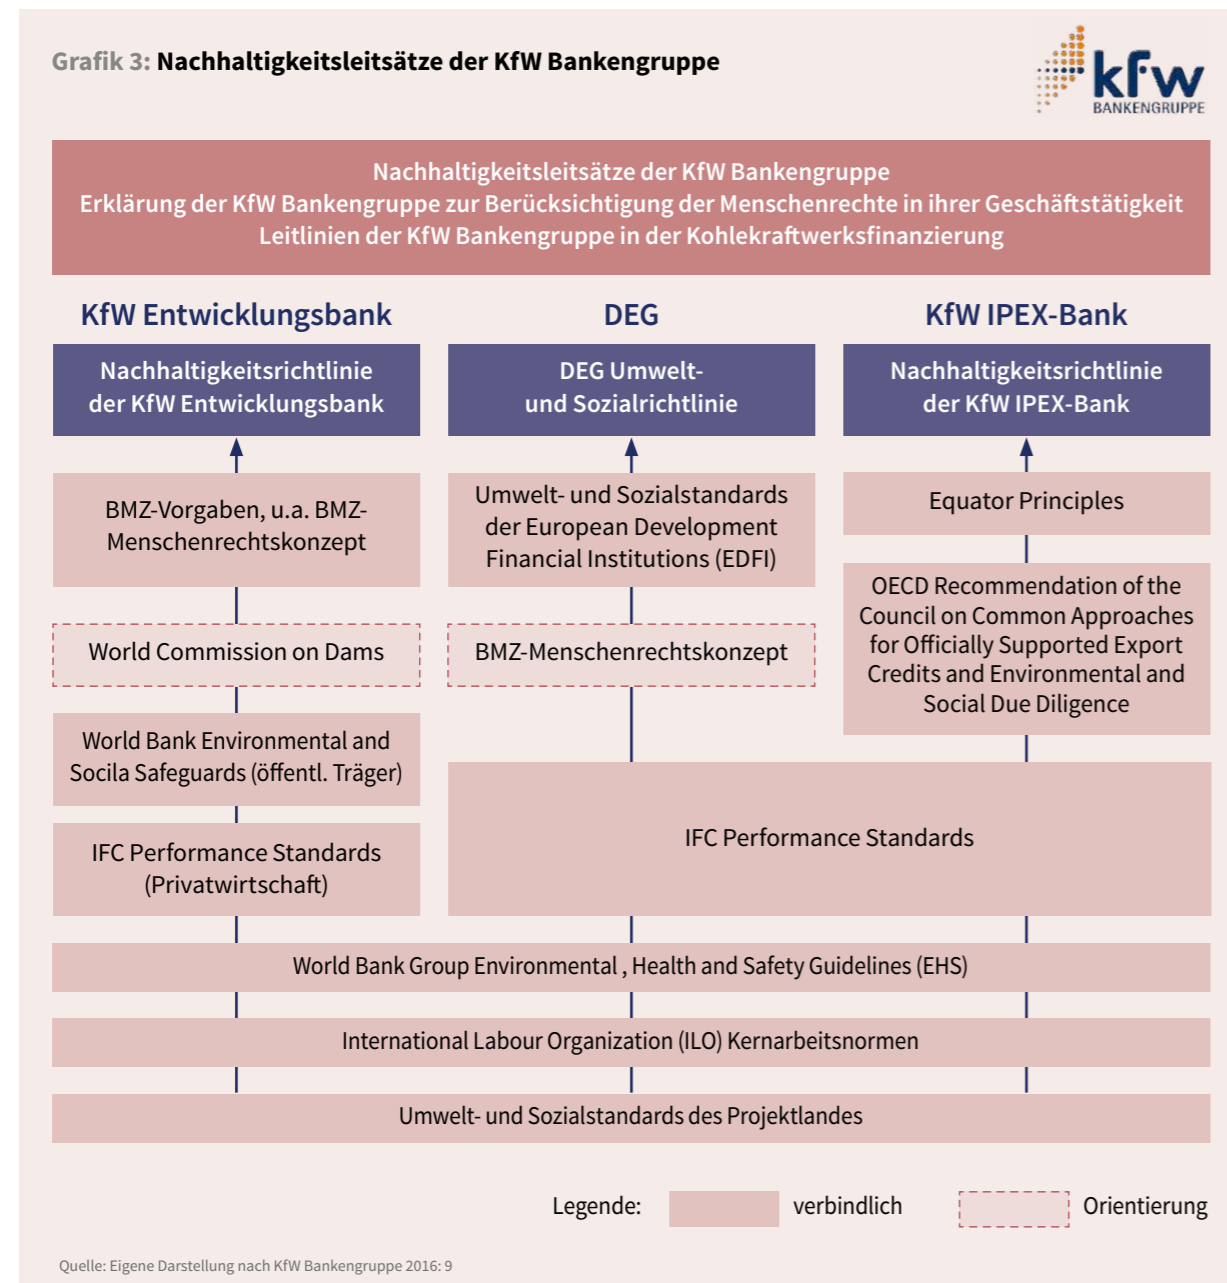 Grafik 3: Nachhaltigkeitsleitsätze der KfW Bankengruppe
kfw
BANKENGRUPPE
Nachhaltigkeitsleitsätze der KfW Bankengruppe
Erklärung der KfW Bankengruppe zur Berücksichtigung der Menschenrechte in ihrer Geschäftstätigkeit
Leitlinien der KfW Bankengruppe in der Kohlekraftwerksfinanzierung
KfW Entwicklungsbank
Nachhaltigkeitsrichtlinie
der KfW Entwicklungsbank
BMZ-Vorgaben, u.a. BMZ-
Menschenrechtskonzept
World Commission on Dams
World Bank Environmental and
Socila Safeguards (öffentl. Träger)
IFC Performance Standards
(Privatwirtschaft)
DEG
DEG Umwelt-
und Sozialrichtlinie
Umwelt- und Sozialstandards
der European Development
Financial Institutions (EDFI)
BMZ-Menschenrechtskonzept
KfW IPEX-Bank
Nachhaltigkeitsrichtlinie
der KfW IPEX-Bank
Equator Principles
OECD Recommendation of the
Council on Common Approaches
for Officially Supported Export
Credits and Environmental and
Social Due Diligence
IFC Performance Standards
World Bank Group Environmental , Health and Safety Guidelines (EHS)
International Labour Organization (ILO) Kernarbeitsnormen
Umwelt- und Sozialstandards des Projektlandes
Legende:
verbindlich
Orientierung
Quelle: Eigene Darstellung nach KfW Bankengruppe 2016: 9